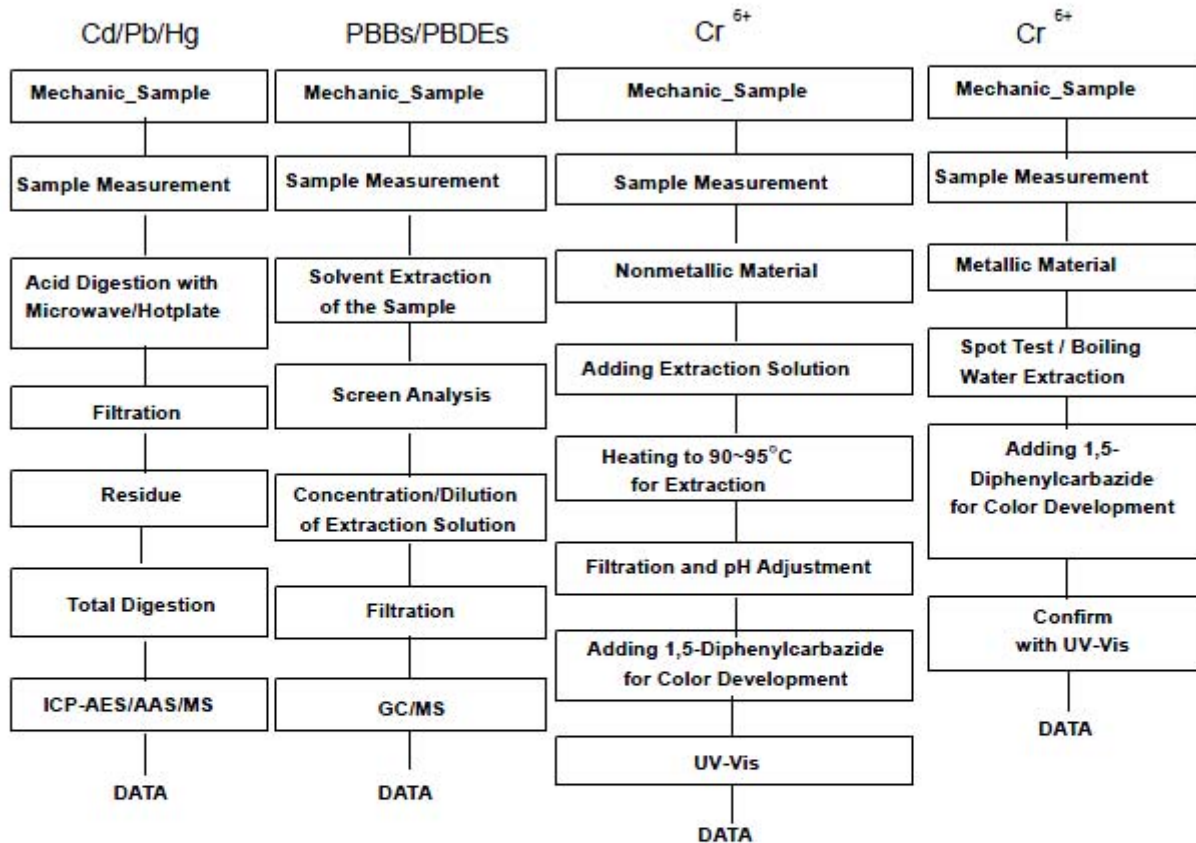 Cd/Pb/Hg
Mechanic_Sample
Sample Measurement
Acid Digestion with
Microwave/Hotplate
Filtration
Residue
Total Digestion
ICP-AES/AAS/MS
DATA
PBBs/PBDEs
Mechanic_Sample
Sample Measurement
Solvent Extraction
of the Sample
Screen Analysis
Concentration/Dilution
of Extraction Solution
Filtration
GC/MS
DATA
Cr 6+
Mechanic_Sample
Sample Measurement
Nonmetallic Material
Adding Extraction Solution
Heating to 90~95°C
for Extraction
Filtration and pH Adjustment
Adding 1,5-Diphenylcarbazide
for Color Development
UV-Vis
DATA
Cr 6+
Mechanic_Sample
Sample Measurement
Metallic Material
Spot Test / Boiling
Water Extraction
Adding 1,5-
Diphenylcarbazide
for Color Development
Confirm
with UV-Vis
DATA